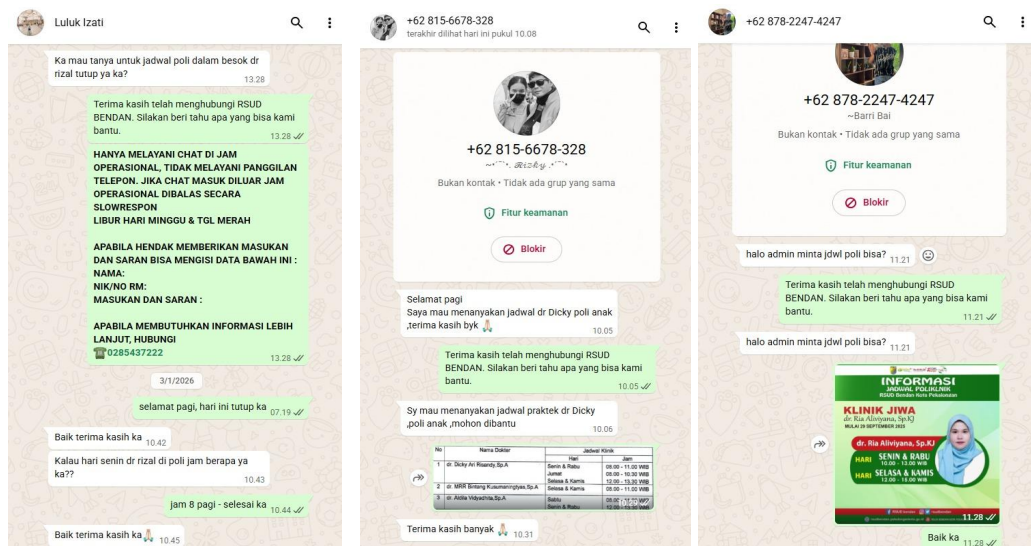 Luluk Izati
Ka mau tanya untuk jadwal poli dalam besok dr
rizal tutup ya ka?
13.28
Terima kasih telah menghubungi RSUD
BENDAN. Silakan beri tahu apa yang bisa kami
bantu.
13.28
HANYA MELAYANI CHAT DI JAM
OPERASIONAL, TIDAK MELAYANI PANGGILAN
TELEPON. JIKA CHAT MASUK DILUAR JAM
OPERASIONAL DIBALAS SECARA
SLOWRESPON
LIBUR HARI MINGGU & TGL MERAH
APABILA HENDAK MEMBERIKAN MASUKAN
DAN SARAN BISA MENGISI DATA BAWAH INI :
NAMA:
NIK/NO RM:
MASUKAN DAN SARAN :
APABILA MEMBUTUHKAN INFORMASI LEBIH
LANJUT, HUBUNGI
☎0285437222
13.28
3/1/2026
selamat pagi, hari ini tutup ka 07.19
Baik terima kasih ka 10.42
Kalau hari senin dr rizal di poli jam berapa ya
ka??
10.43
jam 8 pagi - selesai ka 10.44
Baik terima kasih ka🙏🏻 10.45
+62 815-6678-328
terakhir dilihat hari ini pukul 10.08
+62 815-6678-328
Rizky
Bukan kontak • Tidak ada grup yang sama
Fitur keamanan
Blokir
Selamat pagi
Saya mau menanyakan jadwal dr Dicky poli anak
,terima kasih byk 🙏🏻
10.05
Terima kasih telah menghubungi RSUD
BENDAN. Silakan beri tahu apa yang bisa kami
bantu.
10.05
Sy mau menanyakan jadwal praktek dr Dicky
,poli anak ,mohon dibantu
10.06
No Nama Dokter Jadwal Klinik
Hari Jam
1 dr. Dicky Ari Risandy,Sp.A Senin & Rabu 08.00 - 11.00 WIB
Jumat 08.00 - 10.30 WIB
Selasa & Kamis 12.00 - 13.30 WIB
2 dr. MRR Bintang Kusumaningtyas,Sp.A Selasa & Kamis 08.00 - 11.00 WIB
3 dr. Atilla Vidyadhita,Sp.A Sabtu
Senin & Rabu
Terima kasih banyak 🙏🏻 10.31
+62 878-2247-4247
+62 878-2247-4247
~Barri Bai
Bukan kontak • Tidak ada grup yang sama
Fitur keamanan
Blokir
halo admin minta jdwl poli bisa? 11.21
Terima kasih telah menghubungi RSUD
BENDAN. Silakan beri tahu apa yang bisa kami
bantu.
11.21
halo admin minta jdwl poli bisa? 11.21
INFORMASI
JADWAL POLIKLINIK
RSUD Bendan Kota Pekalongan
KLINIK JIWA
dr. Ria Aliviyana, Sp.KJ
MULAI 20 SEPTEMBER 2025
dr. Ria Aliviyana, Sp.KJ
HARI SENIN & RABU
10.00 - 13.00 WIB
HARI SELASA & KAMIS
12.00 - 15.00 WIB
11.28
Baik ka 11.28